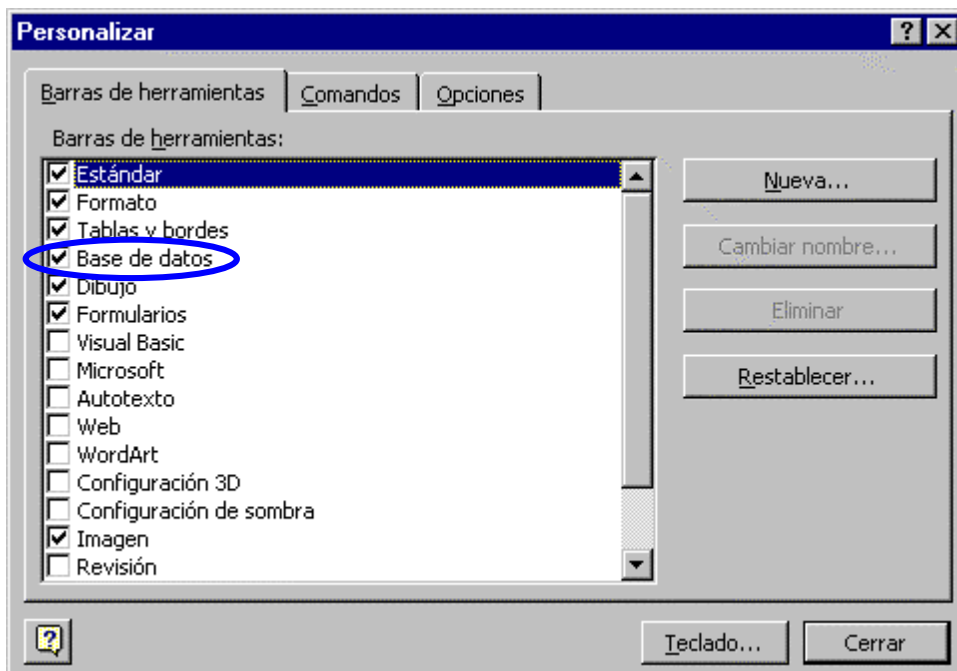 Personalizar
Barras de herramientas
Comandos
Opciones
Barras de herramientas:
Estándar
Formato
Tablas y bordes
Base de datos
Dibujo
Formularios
Visual Basic
Microsoft
Autotexto
Web
WordArt
Configuración 3D
Configuración de sombra
Imagen
Revisión
Nueva...
Cambiar nombre...
Eliminar
Restablecer...
Teclado...
Cerrar